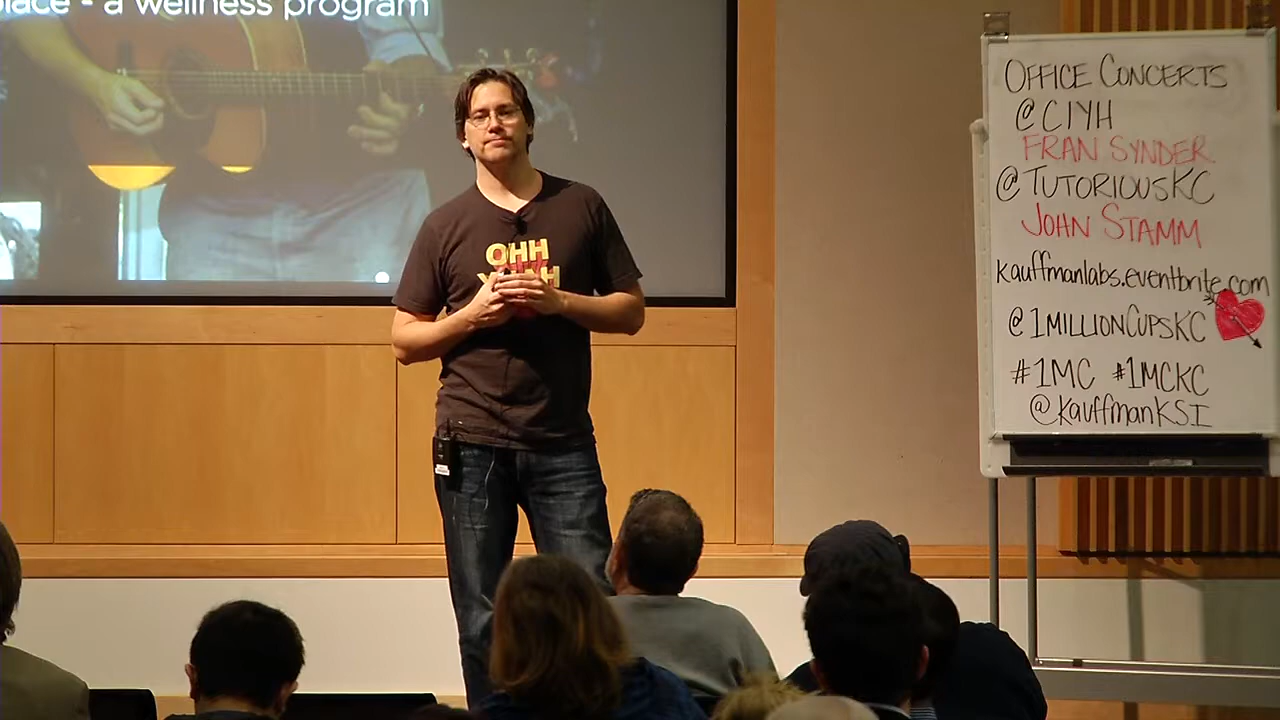 place - a wellness program
OHH
OFFICE CONCERTS
@CIYH
FRAN SYNDER
@TUTORIOUSKC
JOHN STAMM
kauffmanlabs.eventbrite.com
@1MILLIONCUPSKC
#1MC #1MCKC
@KauffmanKSI